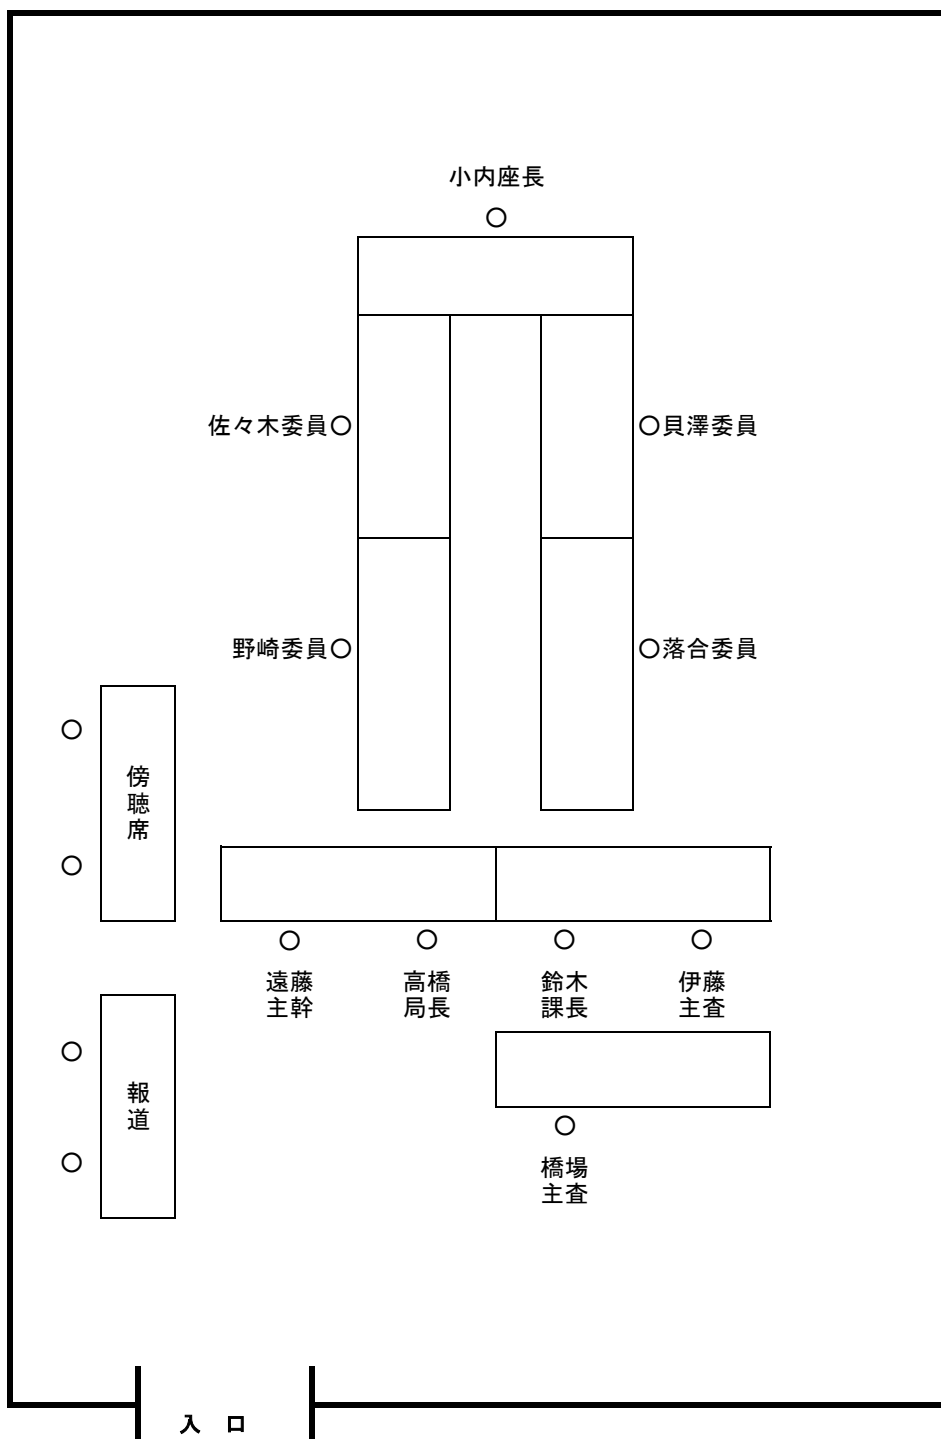 小内座長
佐々木委員○
○貝澤委員
野崎委員○
○落合委員
傍聴席
遠藤
主幹
高橋
局長
鈴木
課長
伊藤
主査
報道
橋場
主査
入 口